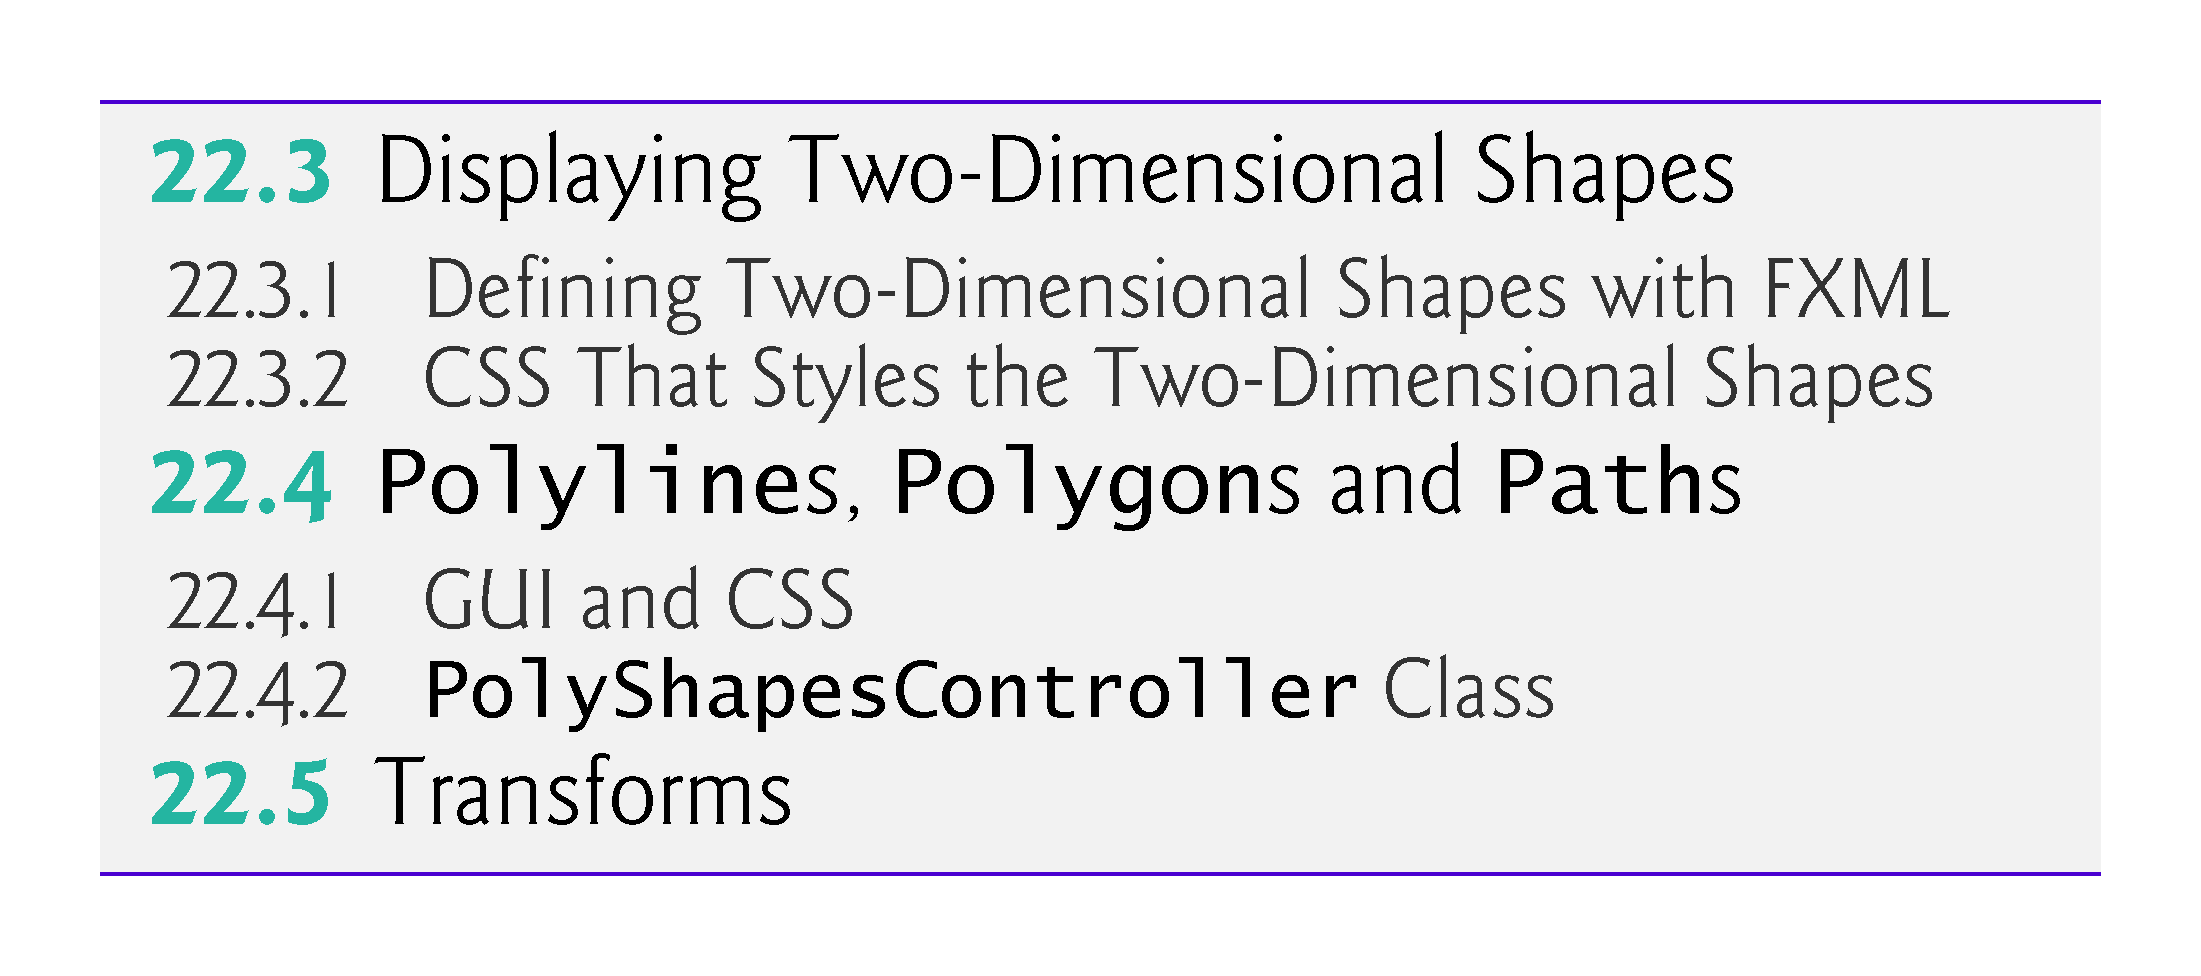 22.3 Displaying Two-Dimensional Shapes
22.3.1 Defining Two-Dimensional Shapes with FXML
22.3.2 CSS That Styles the Two-Dimensional Shapes
22.4 Polylines, Polygons and Paths
22.4.1 GUI and CSS
22.4.2 PolyShapesController Class
22.5 Transforms